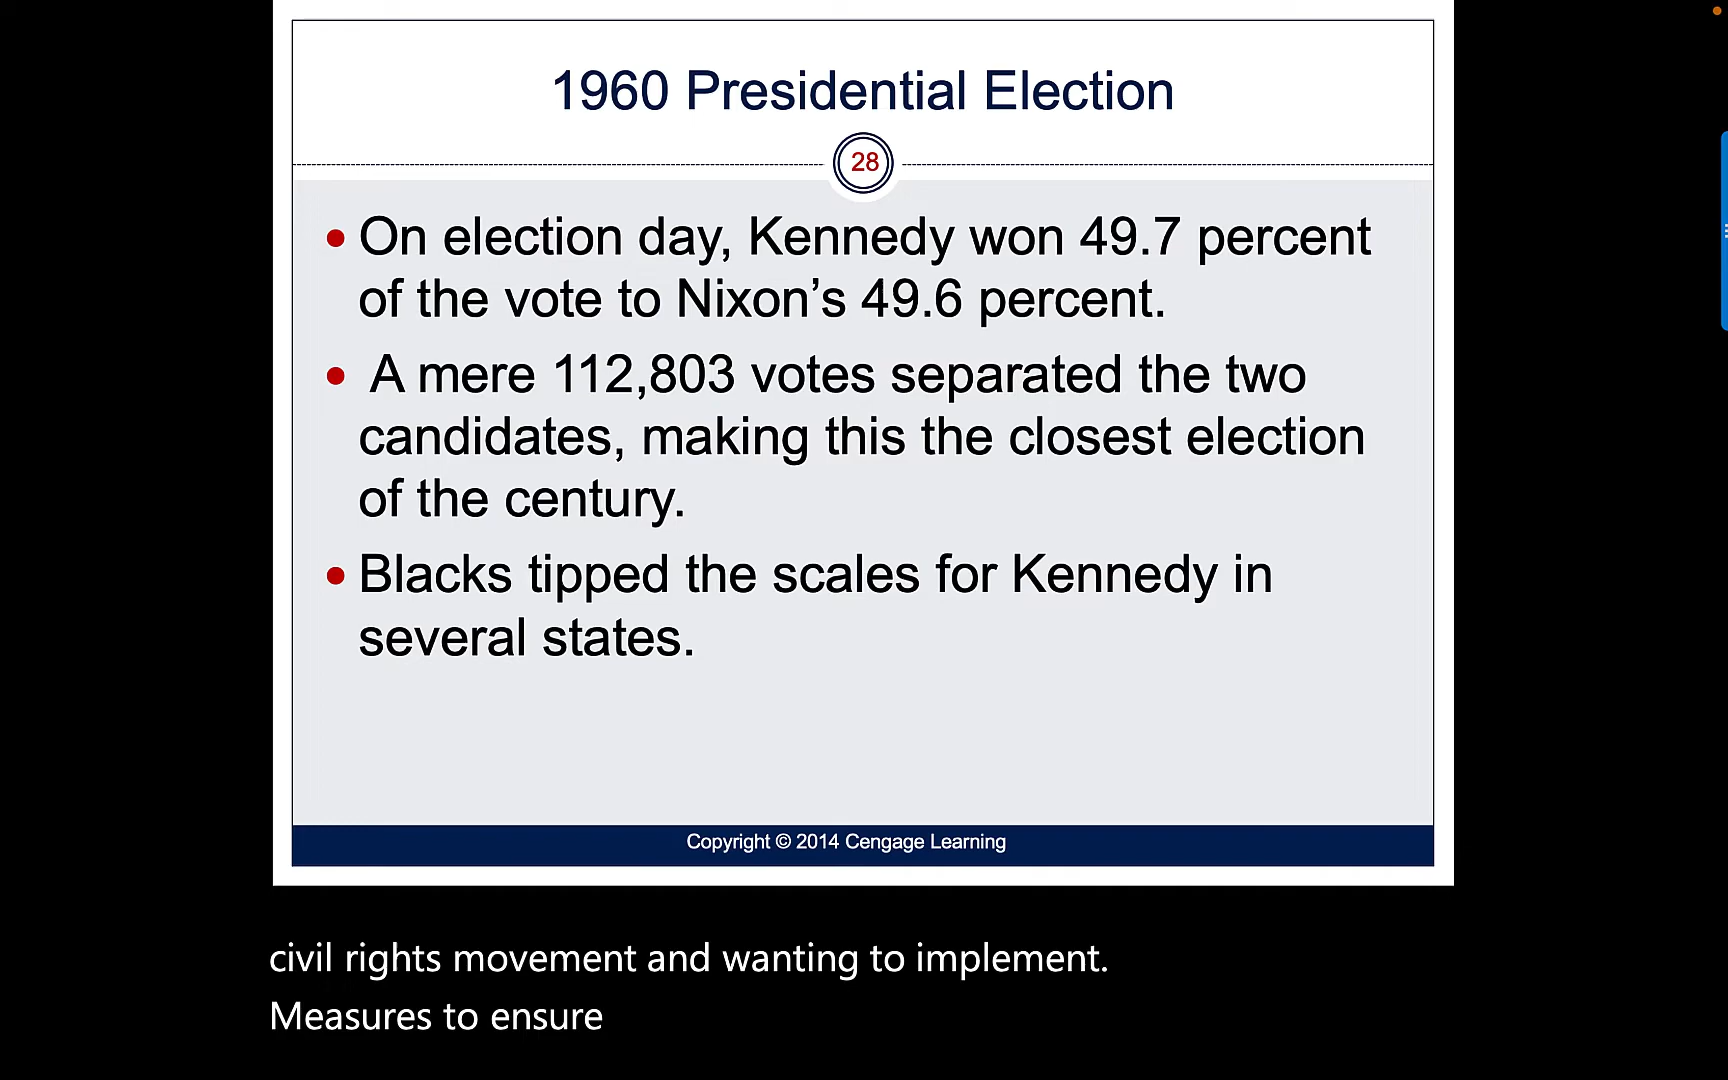 1960 Presidential Election
28
• On election day, Kennedy won 49.7 percent
of the vote to Nixon’s 49.6 percent.
• A mere 112,803 votes separated the two
candidates, making this the closest election
of the century.
• Blacks tipped the scales for Kennedy in
several states.
Copyright © 2014 Cengage Learning
civil rights movement and wanting to implement.
Measures to ensure